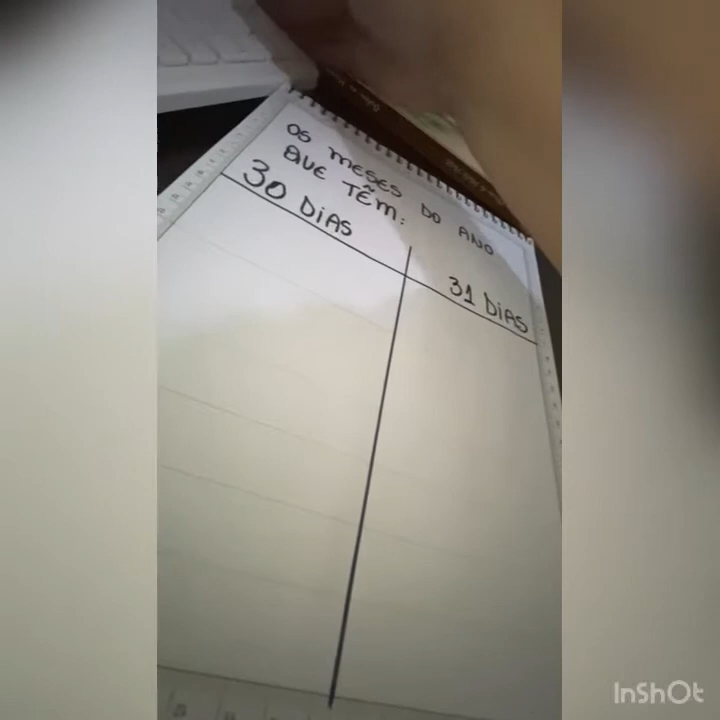 OS MESES DO ANO
QUE TÊM:
30 DIAS
31 DIAS
InShOt